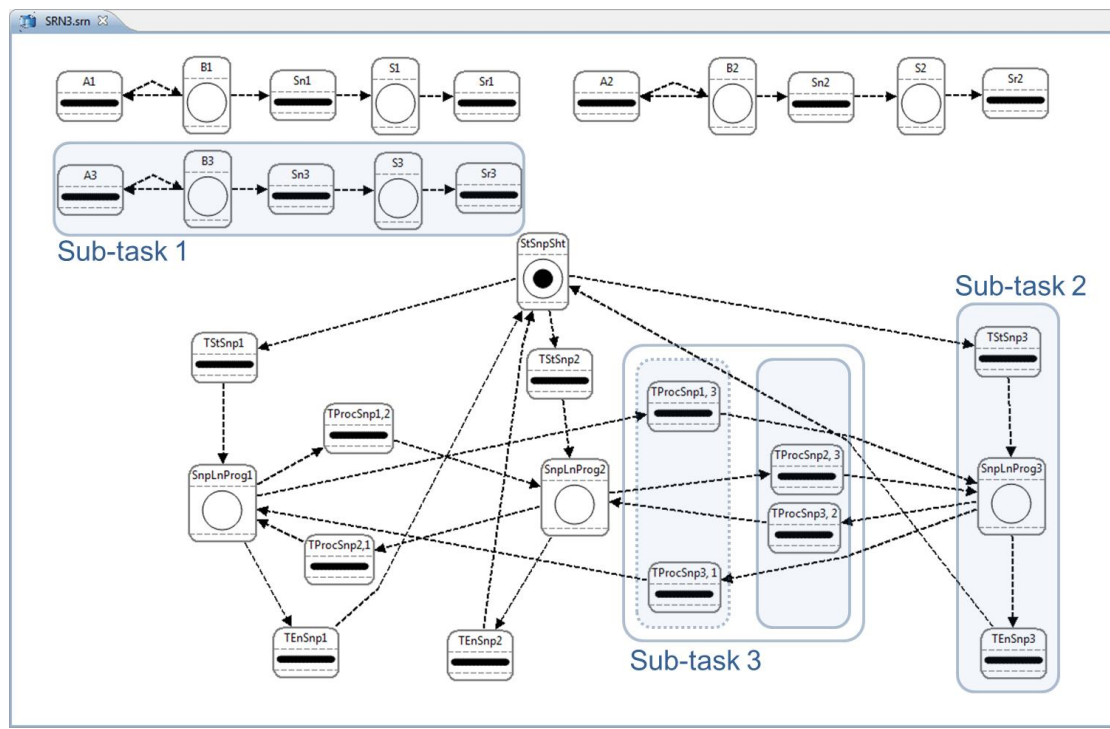 SRN3.srn
A1 B1 Sn1 S1 Sr1 A2 B2 Sn2 S2 Sr2
A3 B3 Sn3 S3 Sr3
Sub-task 1
StSnpSht
Sub-task 2
TStSnp1 TStSnp2 TStSnp3
TProcSnp1,2 TProcSnp1, 3
TProcSnp2, 3
SnpLnProg1 SnpLnProg2 SnpLnProg3
TProcSnp3, 2
TProcSnp2,1
TProcSnp3, 1
TEnSnp1 TEnSnp2 TEnSnp3
Sub-task 3